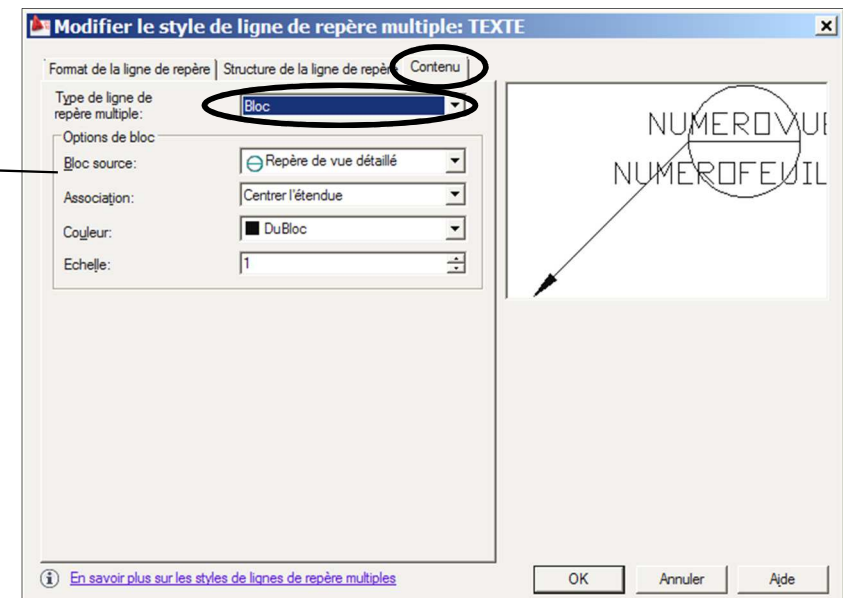 Modifier le style de ligne de repère multiple: TEXTE
Format de la ligne de repère
Structure de la ligne de repère
Contenu
Type de ligne de
repère multiple:
Bloc
Options de bloc
Bloc source:
Repère de vue détaillé
Association:
Centrer l'étendue
Couleur:
DuBloc
Echelle:
1
NUMEROVUE
NUMEROFEUIL
En savoir plus sur les styles de lignes de repère multiples
OK
Annuler
Aide